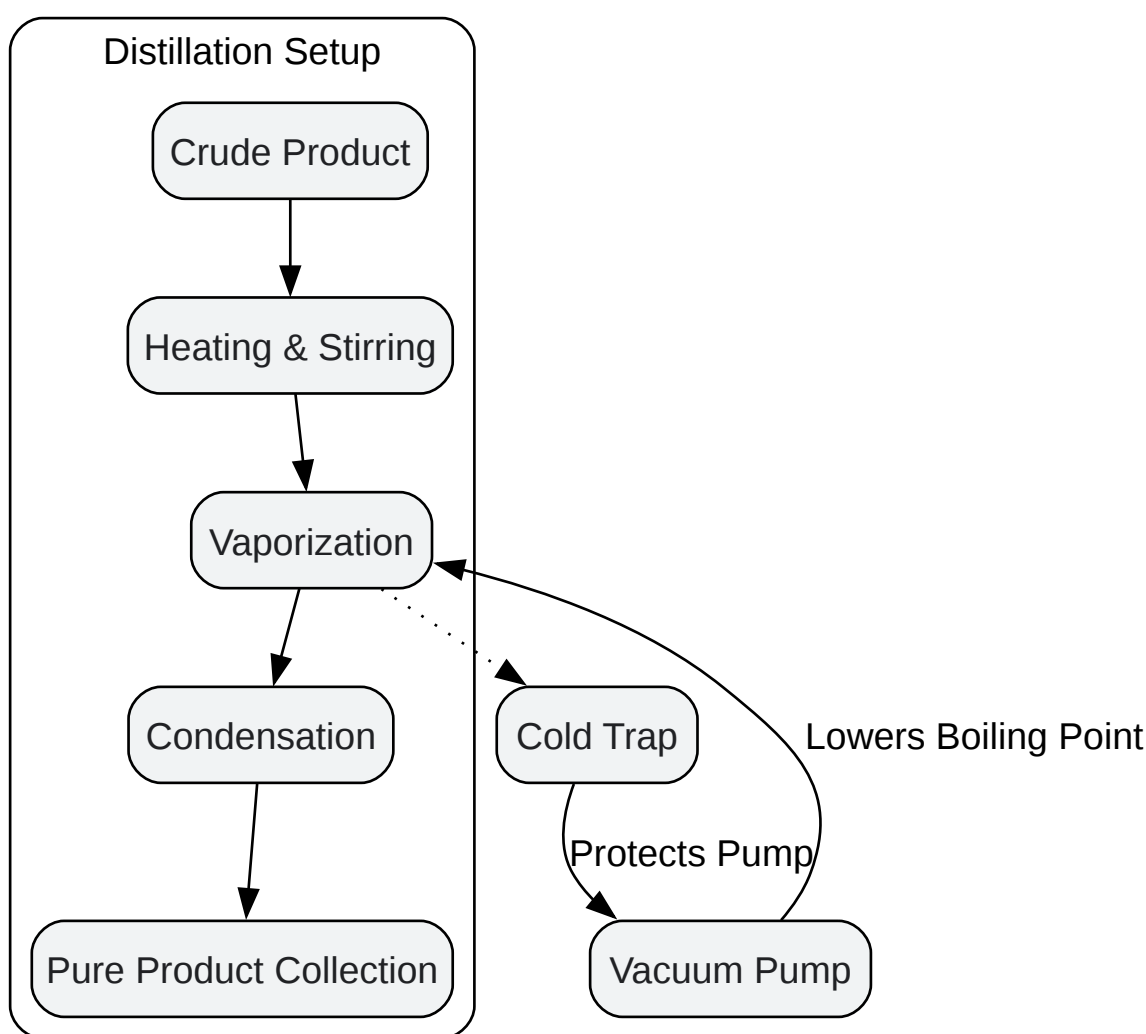 Distillation Setup
Crude Product
Heating & Stirring
Vaporization
Condensation
Cold Trap
Lowers Boiling Point
Protects Pump
Pure Product Collection
Vacuum Pump